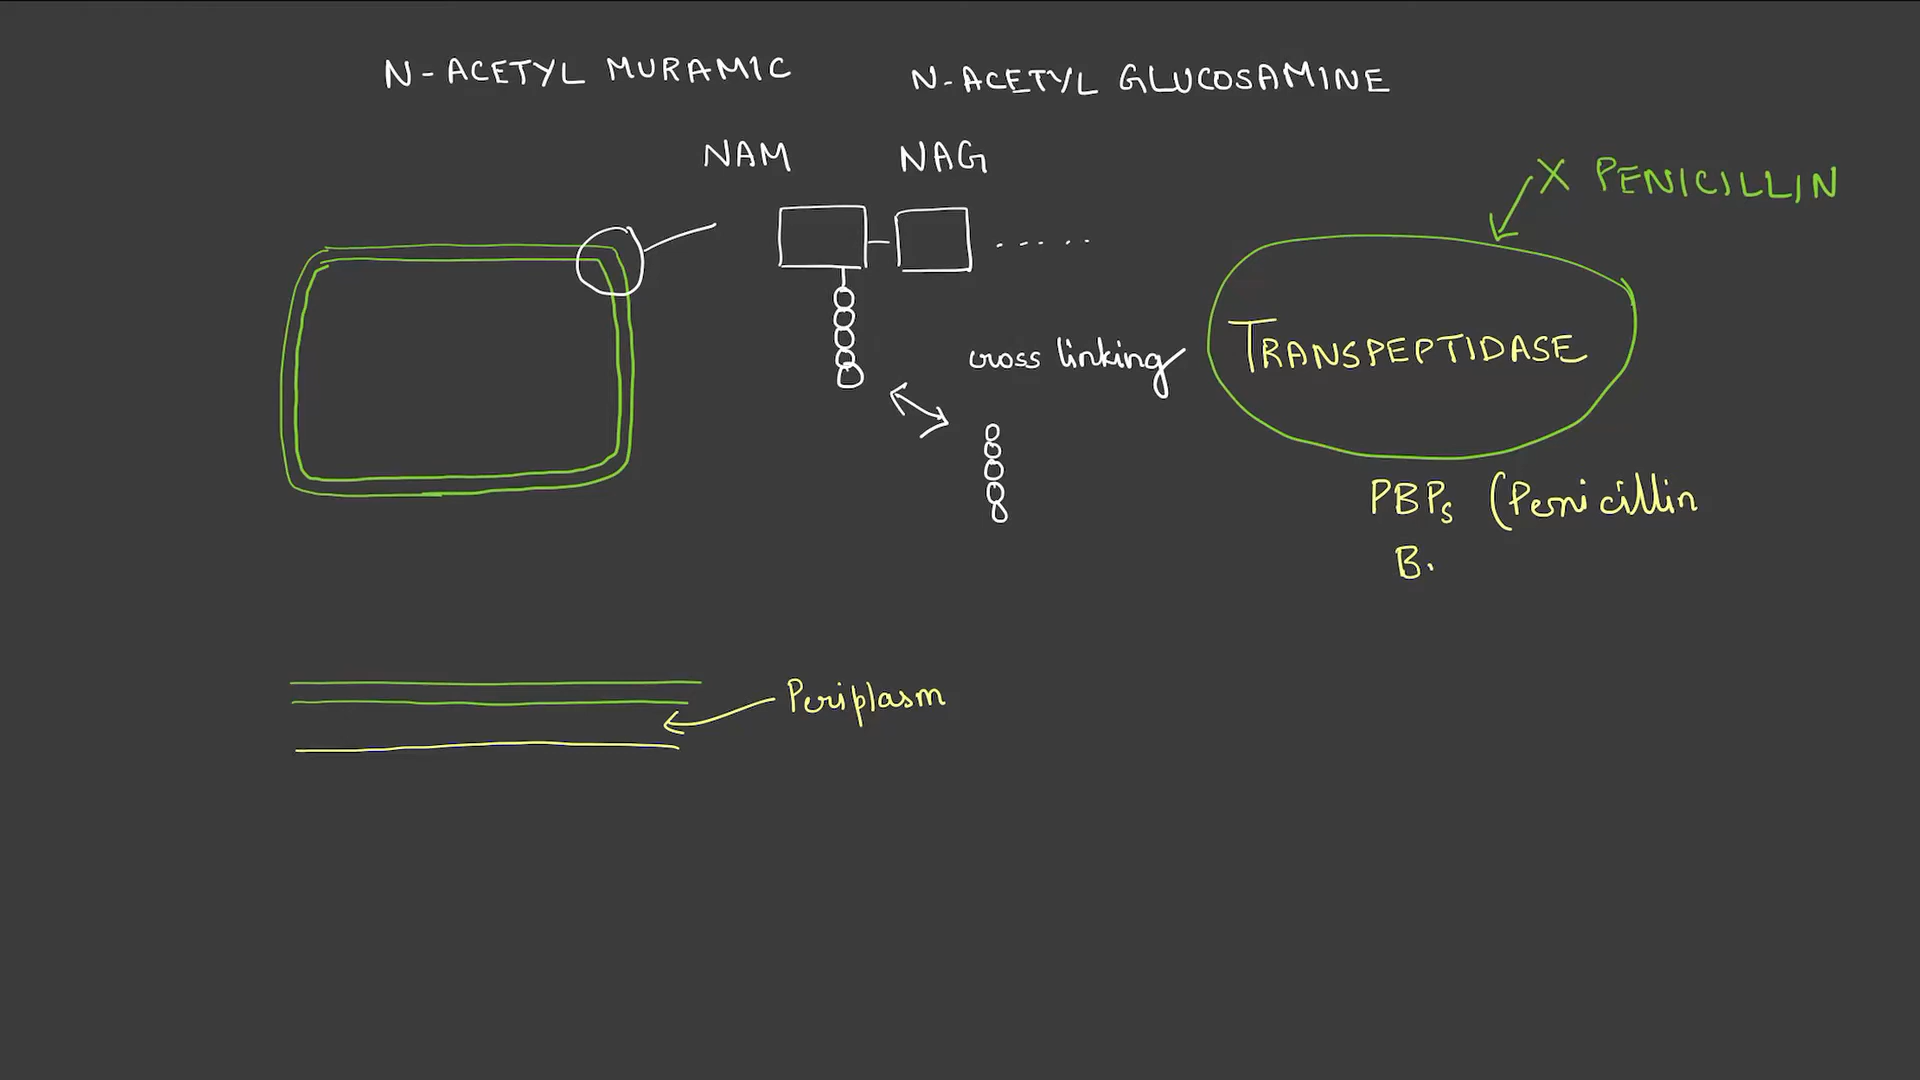 N-ACETYL MURAMIC
N-ACETYL GLUCOSAMINE
NAM
NAG
X PENICILLIN
cross linking
TRANSPEPTIDASE
PBPs (Penicillin
B.
Periplasm